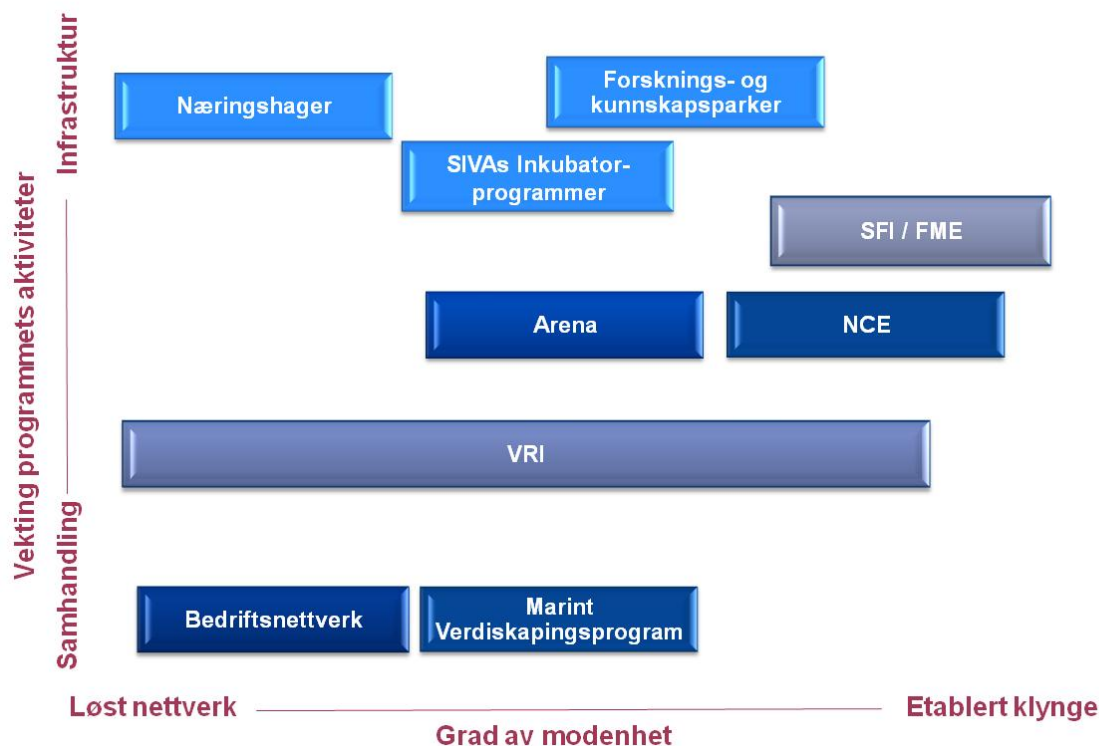 Vekting programmets aktiviteter
Infrastruktur
Samhandling
Næringshager
Forsknings- og
kunnskapsparker
SIVAs Inkubator-
programmer
SFI / FME
Arena
NCE
VRI
Bedriftsnettverk
Marint
Verdiskapingsprogram
Løst nettverk
Etablert klynge
Grad av modenhet